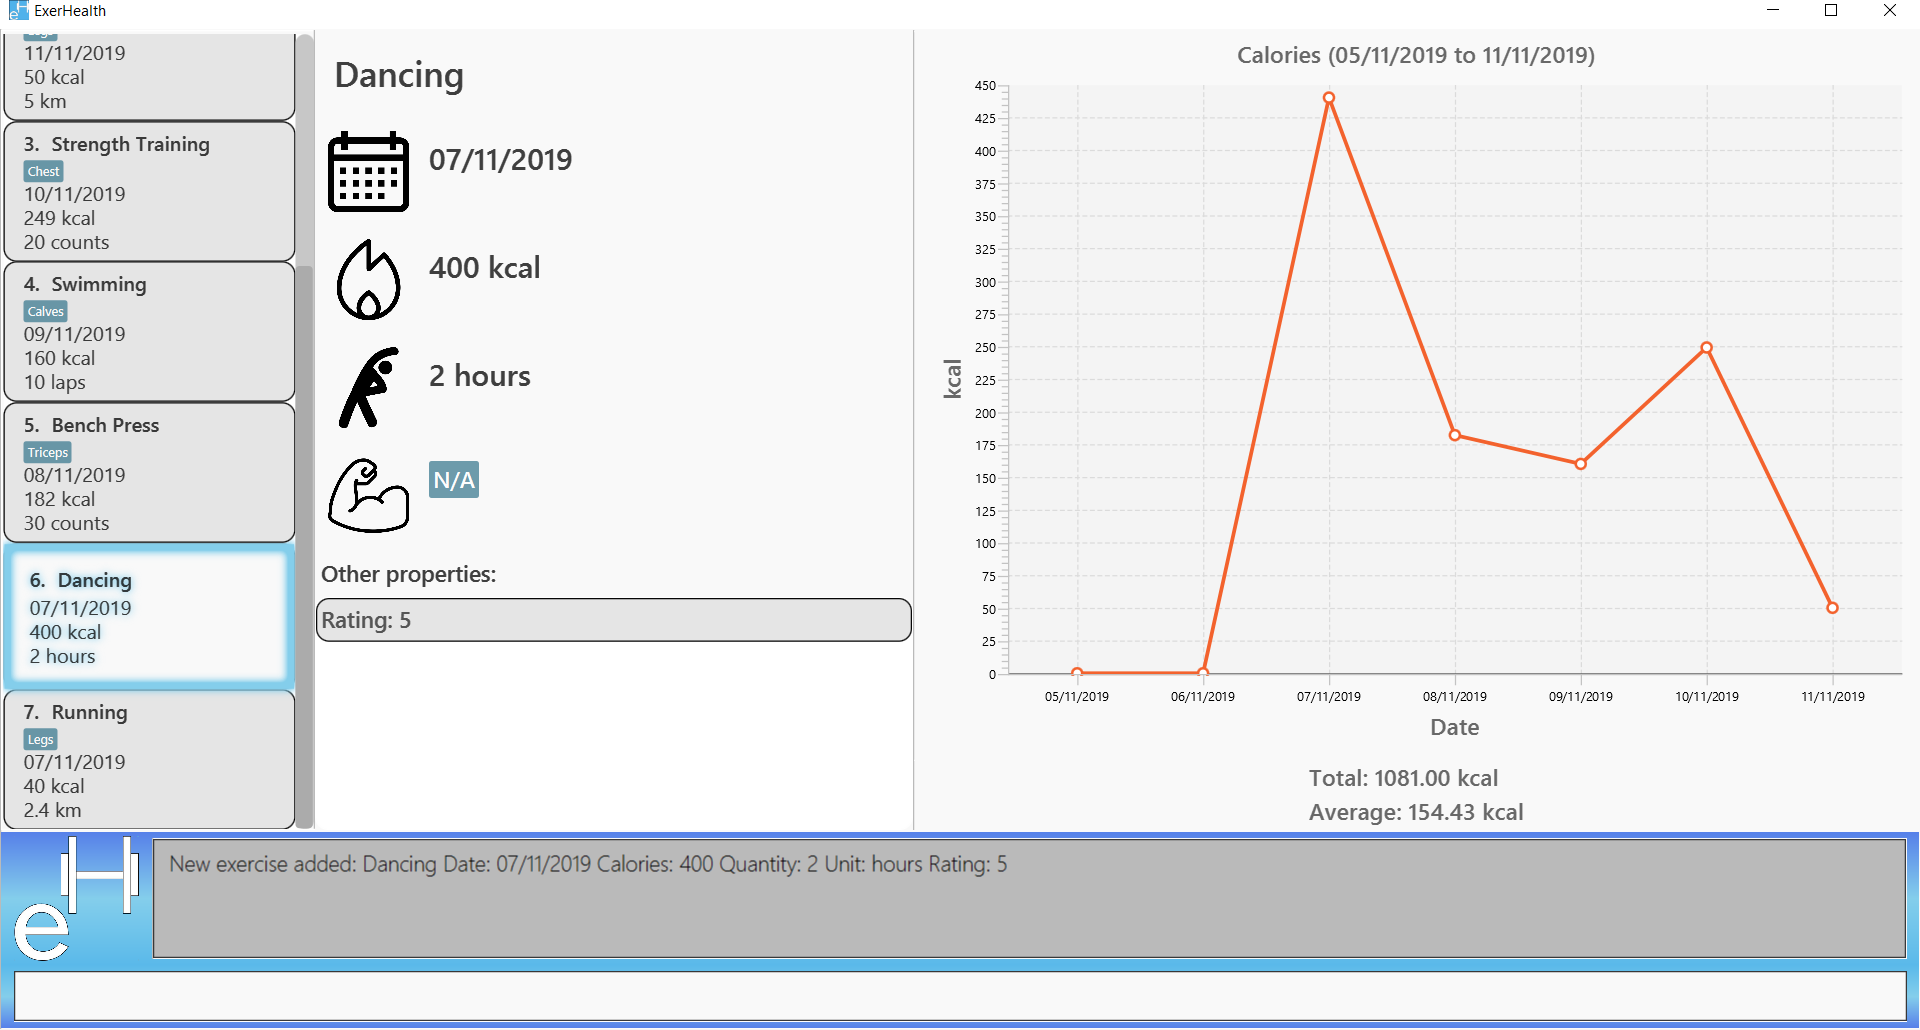 ExerHealth
11/11/2019
50 kcal
5 km
3. Strength Training
Chest
10/11/2019
249 kcal
20 counts
4. Swimming
Calves
09/11/2019
160 kcal
10 laps
5. Bench Press
Triceps
08/11/2019
182 kcal
30 counts
6. Dancing
07/11/2019
400 kcal
2 hours
7. Running
Legs
07/11/2019
40 kcal
2.4 km
Dancing
07/11/2019
400 kcal
2 hours
N/A
Other properties:
Rating: 5
Calories (05/11/2019 to 11/11/2019)
450
425
400
375
350
325
300
275
250
225
200
175
150
125
100
75
50
25
0
kcal
05/11/2019 06/11/2019 07/11/2019 08/11/2019 09/11/2019 10/11/2019 11/11/2019
Date
Total: 1081.00 kcal
Average: 154.43 kcal
eH
New exercise added: Dancing Date: 07/11/2019 Calories: 400 Quantity: 2 Unit: hours Rating: 5